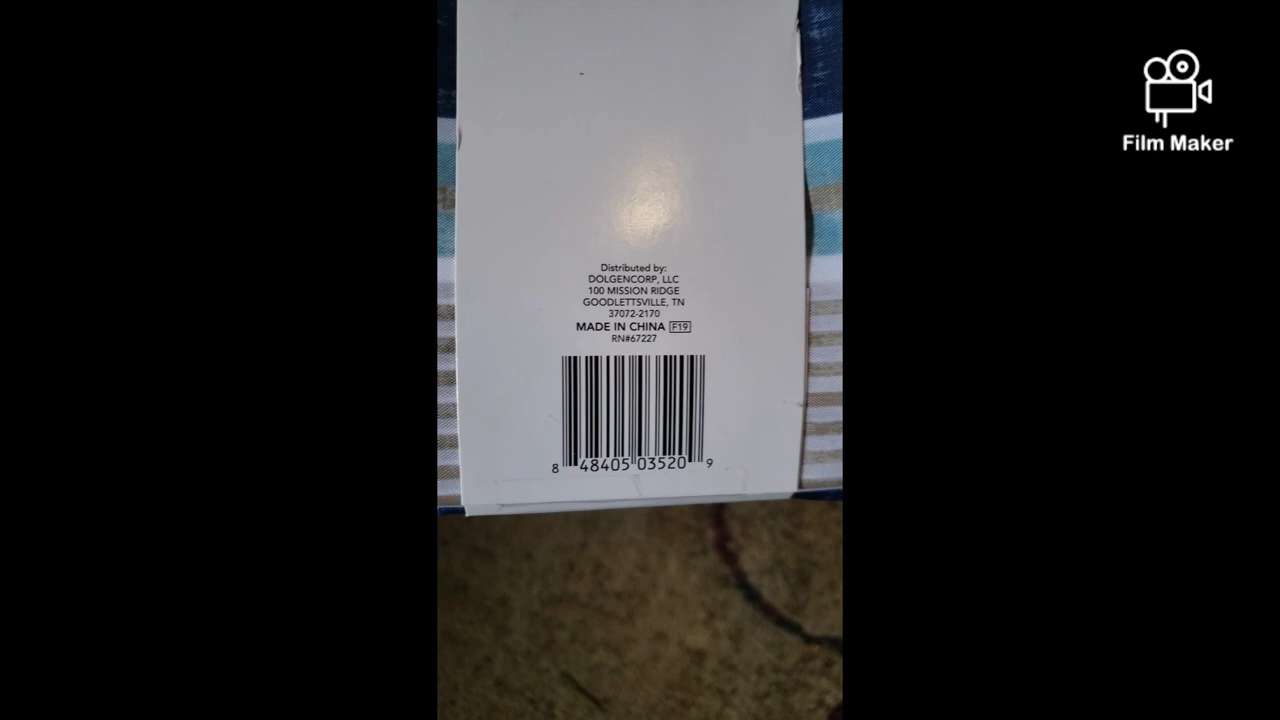 Distributed by:
DOLGENCORP, LLC
100 MISSION RIDGE
GOODLETTSVILLE, TN
37072-2170
MADE IN CHINA F19
RN#67227
8 48405 03520 9
Film Maker